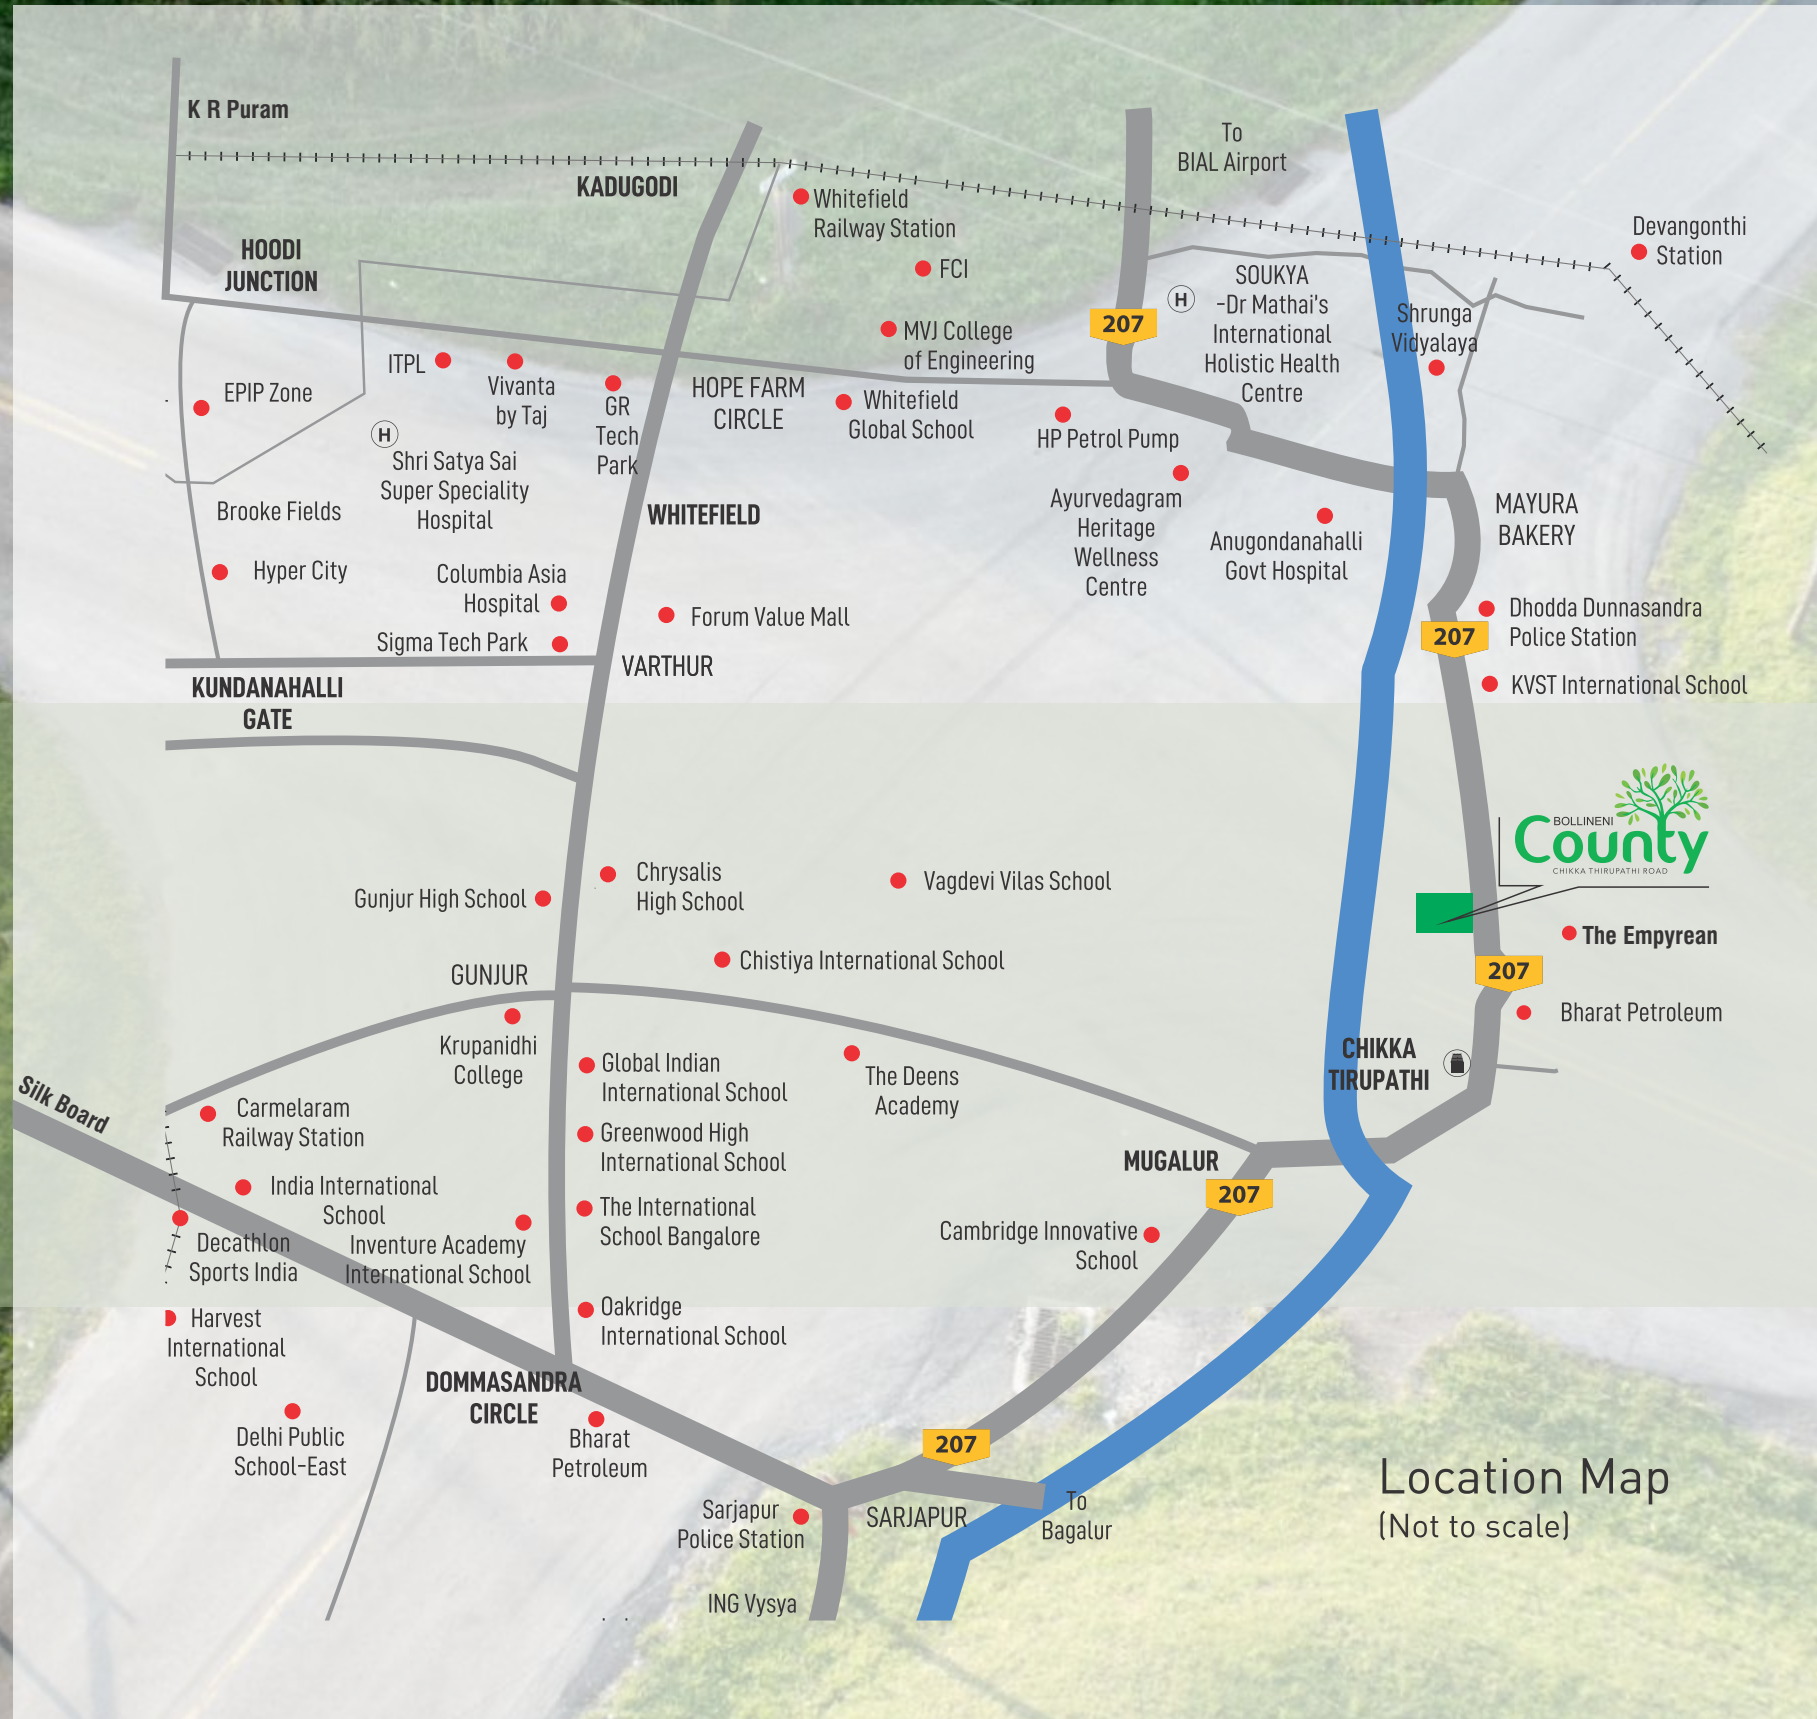 K R Puram
To
BIAL Airport
KADUGODI
Whitefield
Railway Station
Devangonthi
Station
HOODI
JUNCTION
FCI
H
SOUKYA
-Dr Mathai's
International
Holistic Health
Centre
207
MVJ College
of Engineering
Shrunga
Vidyalaya
ITPL
Vivanta
by Taj
GR
Tech
Park
EPIP Zone
HOPE FARM
CIRCLE
Whitefield
Global School
HP Petrol Pump
H
Shri Satya Sai
Super Speciality
Hospital
Brooke Fields
WHITEFIELD
Ayurvedagram
Heritage
Wellness
Centre
Anugondanahalli
Govt Hospital
MAYURA
BAKERY
Hyper City
Columbia Asia
Hospital
Forum Value Mall
Dhodda Dunnasandra
Police Station
207
Sigma Tech Park
VARTHUR
KUNDANAHALLI
GATE
KVST International School
BOLLINENI
County
CHIKKA THIRUPATHI ROAD
Gunjur High School
Chrysalis
High School
Vagdevi Vilas School
The Empyrean
GUNJUR
Chistiya International School
207
Bharat Petroleum
Krupanidhi
College
Global Indian
International School
The Deens
Academy
CHIKKA
TIRUPATHI
Silk Board
Carmelaram
Railway Station
Greenwood High
International School
MUGALUR
207
India International
School
The International
School Bangalore
Cambridge Innovative
School
Decathlon
Sports India
Inventure Academy
International School
Harvest
International
School
Oakridge
International School
DOMMASANDRA
CIRCLE
Delhi Public
School-East
Bharat
Petroleum
207
Location Map
(Not to scale)
Sarjapur
Police Station
SARJAPUR
To
Bagalur
ING Vysya